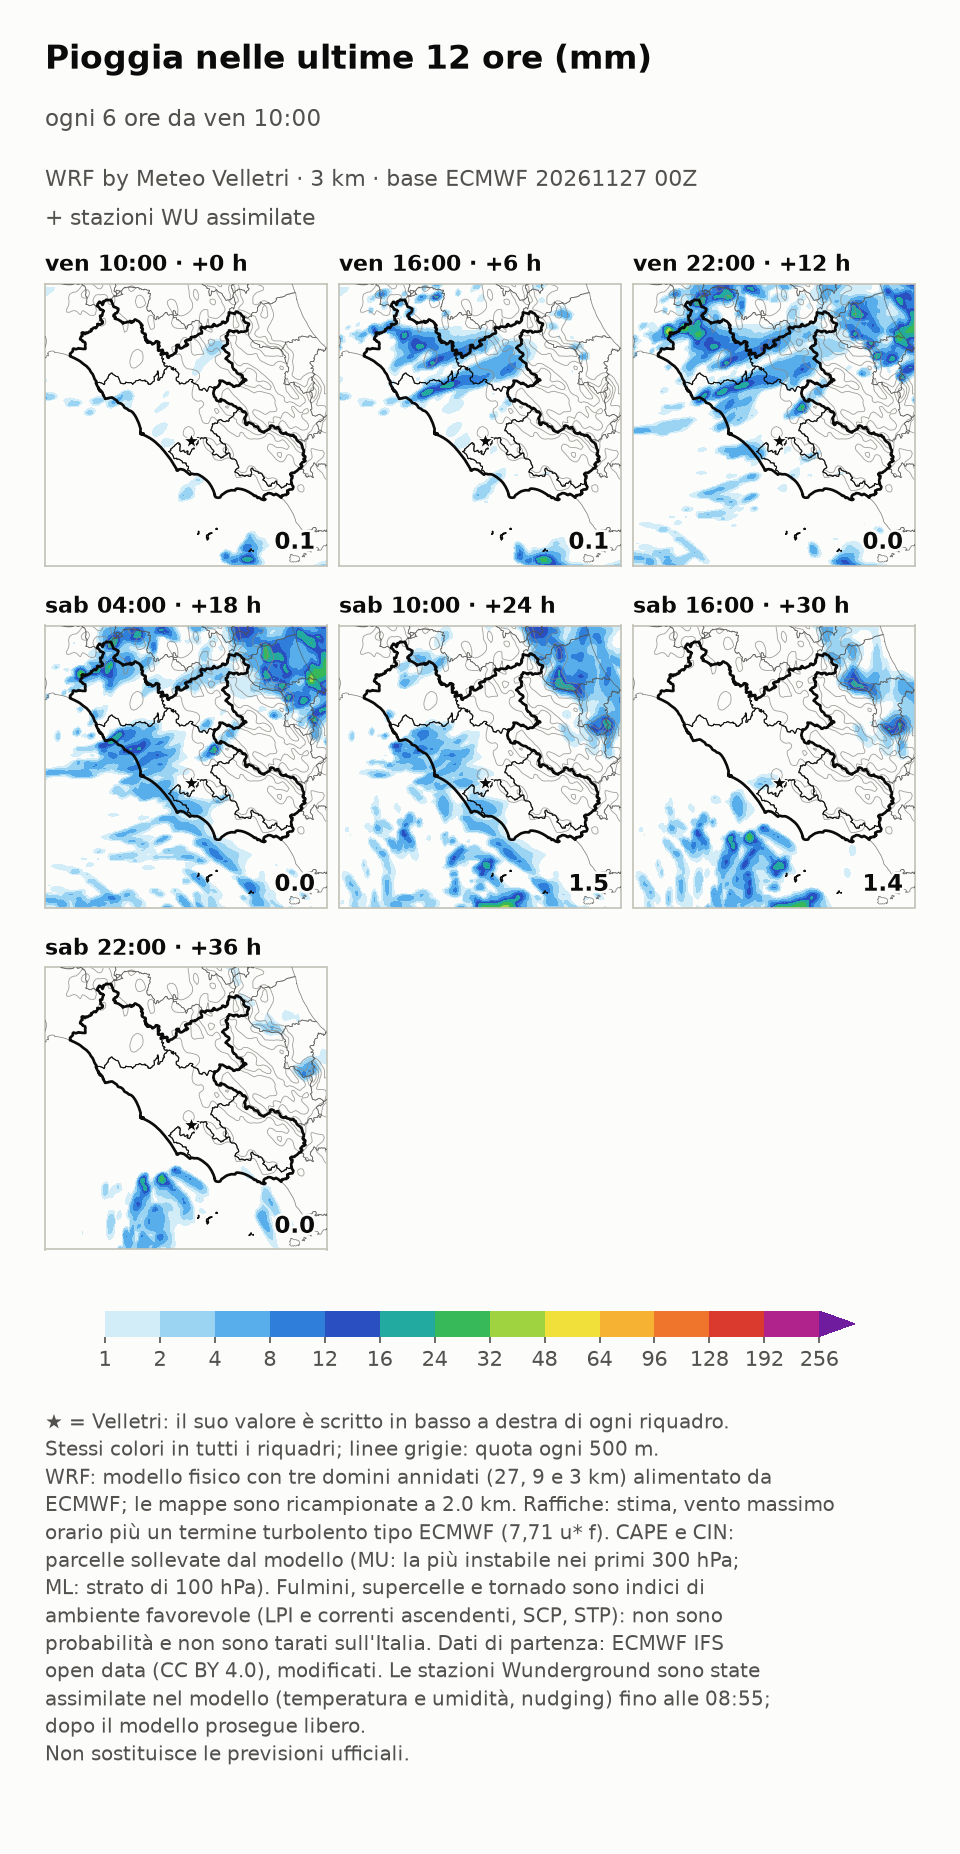 Pioggia nelle ultime 12 ore (mm)
ogni 6 ore da ven 10:00
WRF by Meteo Velletri · 3 km · base ECMWF 20261127 00Z
+ stazioni WU assimilate
ven 10:00 · +0 h
ven 16:00 · +6 h
ven 22:00 · +12 h
0.1
0.1
0.0
sab 04:00 · +18 h
sab 10:00 · +24 h
sab 16:00 · +30 h
0.0
1.5
1.4
sab 22:00 · +36 h
0.0
1 2 4 8 12 16 24 32 48 64 96 128 192 256
★ = Velletri: il suo valore è scritto in basso a destra di ogni riquadro.
Stessi colori in tutti i riquadri; linee grigie: quota ogni 500 m.
WRF: modello fisico con tre domini annidati (27, 9 e 3 km) alimentato da
ECMWF; le mappe sono ricampionate a 2.0 km. Raffiche: stima, vento massimo
orario più un termine turbolento tipo ECMWF (7,71 u* f). CAPE e CIN:
parcelle sollevate dal modello (MU: la più instabile nei primi 300 hPa;
ML: strato di 100 hPa). Fulmini, supercelle e tornado sono indici di
ambiente favorevole (LPI e correnti ascendenti, SCP, STP): non sono
probabilità e non sono tarati sull'Italia. Dati di partenza: ECMWF IFS
open data (CC BY 4.0), modificati. Le stazioni Wunderground sono state
assimilate nel modello (temperatura e umidità, nudging) fino alle 08:55;
dopo il modello prosegue libero.
Non sostituisce le previsioni ufficiali.